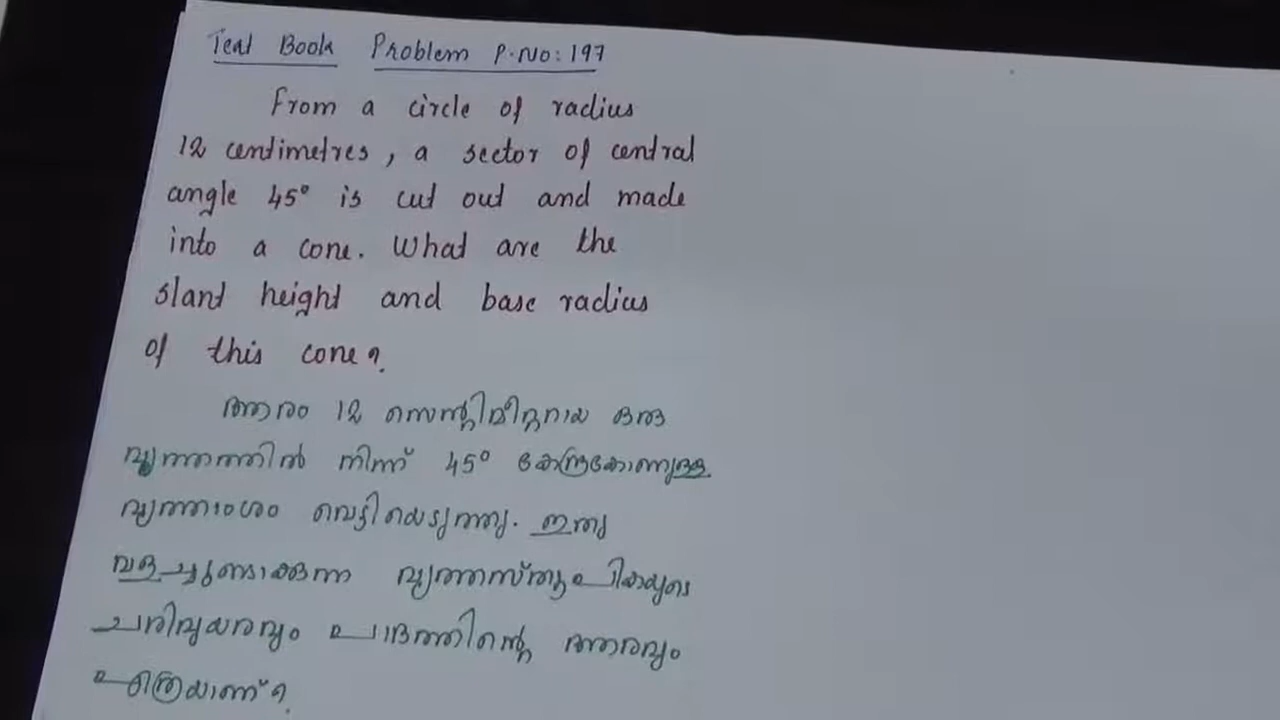 Text Book Problem P.No: 197
From a circle of radius
12 centimetres, a sector of central
angle 45° is cut out and made
into a cone. What are the
slant height and base radius
of this cone?
ആരം 12 സെന്റിമീറ്ററായ ഒരു
വൃത്തത്തിൽ നിന്ന് 45° കേന്ദ്രകോണുള്ള
വൃത്താംശം വെട്ടിയെടുത്തു. ഇതു
വളച്ചുണ്ടാക്കുന്ന വൃത്തസ്തൂപികയുടെ
ചരിവുയരവും പാദത്തിന്റെ ആരവും
എത്രയാണ്?